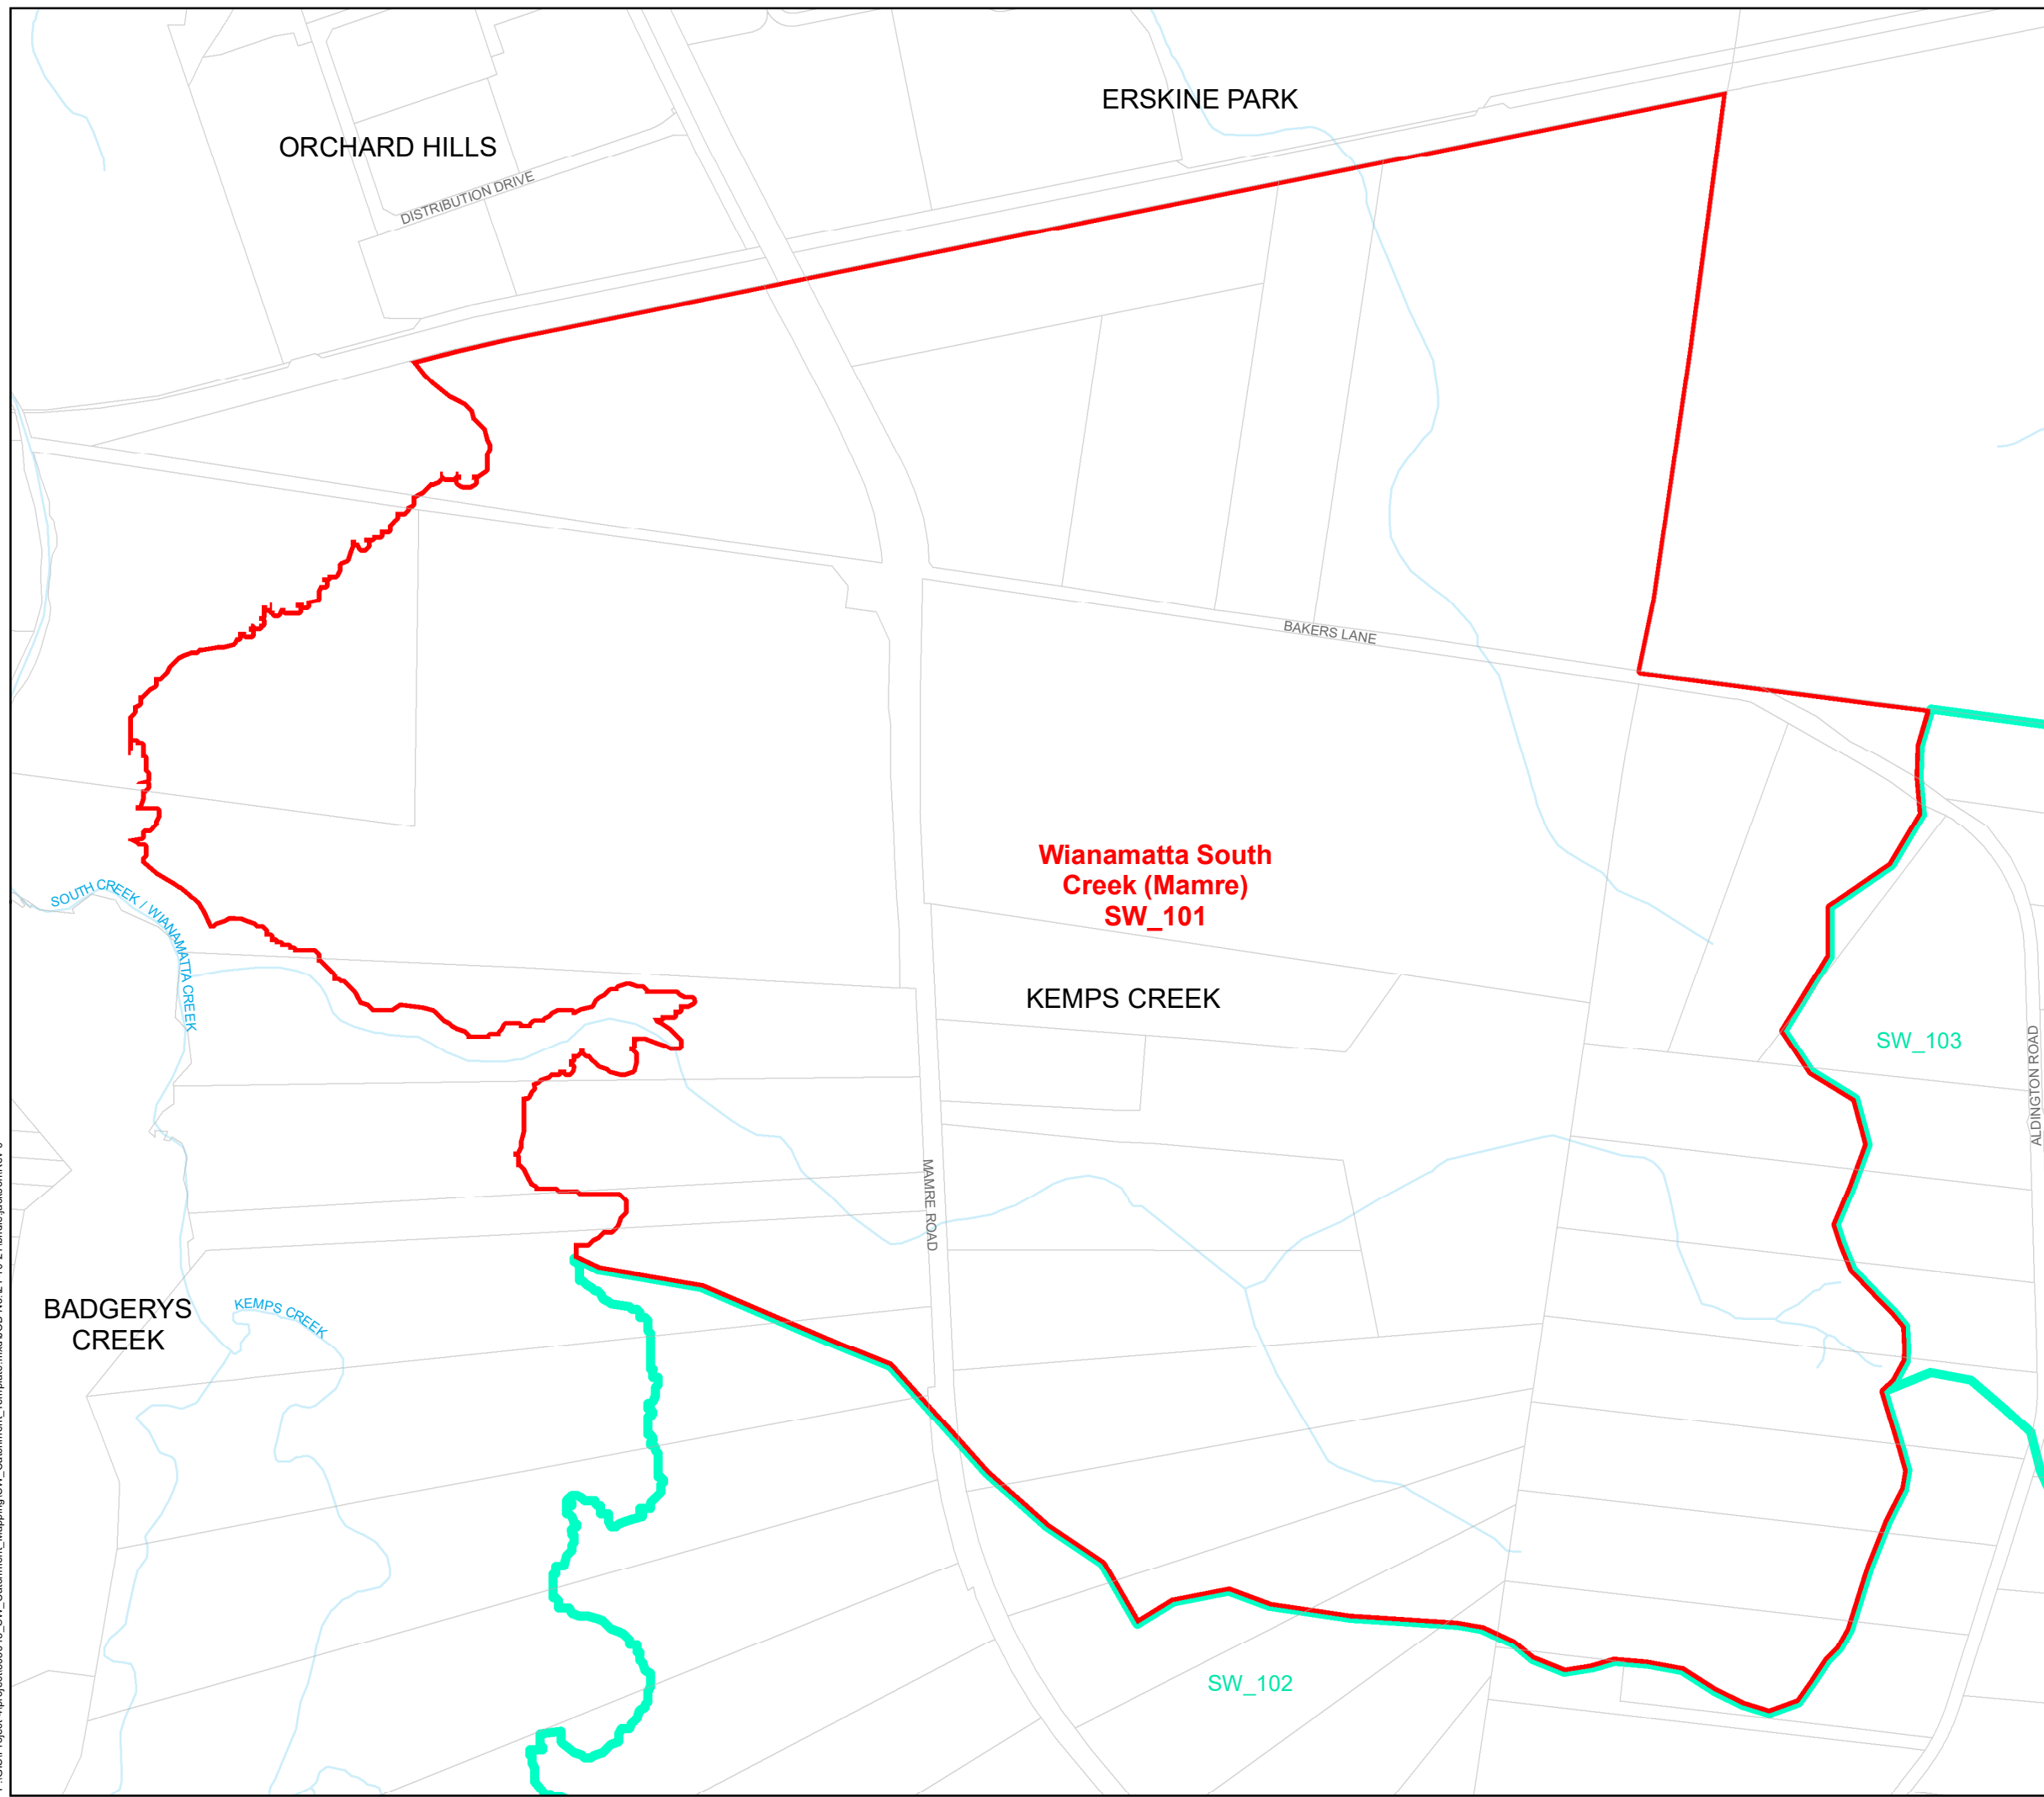 ERSKINE PARK
ORCHARD HILLS
DISTRIBUTION DRIVE
BAKERS LANE
Wianamatta South
Creek (Mamre)
SW_101
SOUTH CREEK / WIANAMATTA CREEK
KEMPS CREEK
SW_103
ALDINGTON ROAD
MAMRE ROAD
BADGERYS
CREEK
KEMPS CREEK
SW_102